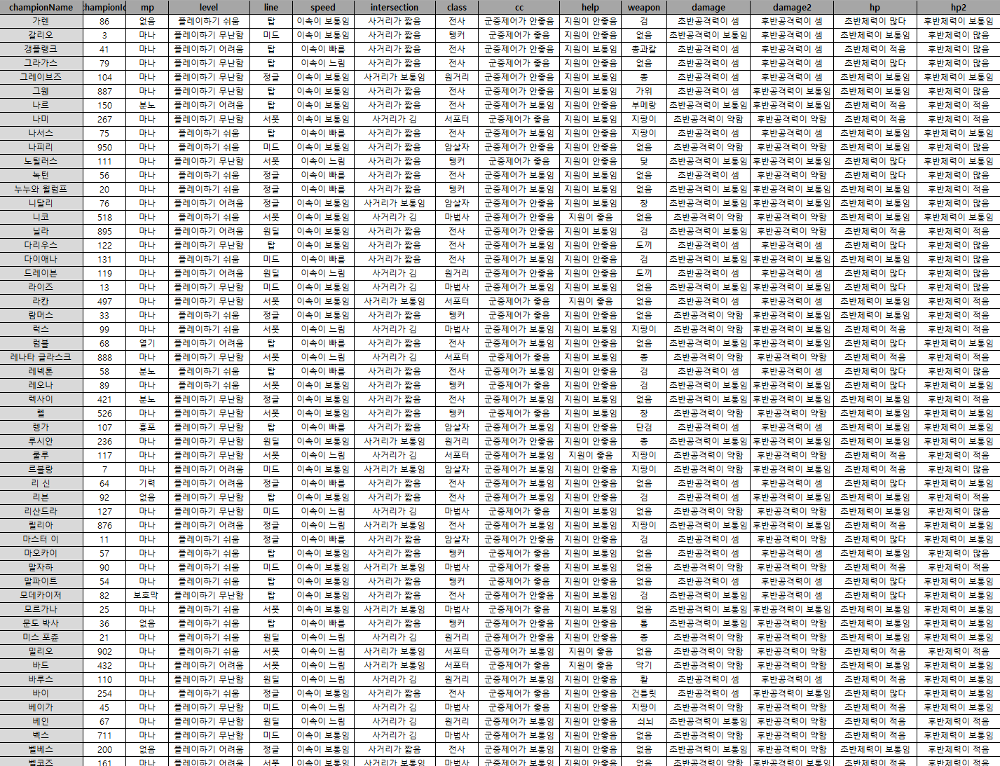 championName championId mp level line speed intersection class cc help weapon damage damage2 hp hp2
가렌 86 없음 플레이하기 쉬움 탑 이속이 보통임 사거리가 짧음 전사 군중제어가 안좋음 지원이 안좋음 검 초반공격력이 셈 후반공격력이 셈 초반체력이 많다 후반체력이 보통임
갈리오 3 마나 플레이하기 무난함 미드 이속이 보통임 사거리가 짧음 탱커 군중제어가 좋음 지원이 안좋음 없음 초반공격력이 보통임 후반공격력이 셈 초반체력이 보통임 후반체력이 많음
갱플랭크 41 마나 플레이하기 어려움 탑 이속이 빠름 사거리가 짧음 전사 군중제어가 안좋음 지원이 보통임 총과칼 초반공격력이 셈 후반공격력이 셈 초반체력이 적음 후반체력이 많음
그라가스 79 마나 플레이하기 무난함 탑 이속이 느림 사거리가 짧음 전사 군중제어가 좋음 지원이 안좋음 없음 초반공격력이 셈 후반공격력이 셈 초반체력이 적음 후반체력이 많음
그레이브즈 104 마나 플레이하기 무난함 정글 이속이 보통임 사거리가 보통임 원거리 군중제어가 안좋음 지원이 보통임 총 초반공격력이 셈 후반공격력이 셈 초반체력이 보통임 후반체력이 보통임
그웬 887 마나 플레이하기 무난함 탑 이속이 보통임 사거리가 짧음 전사 군중제어가 안좋음 지원이 보통임 가위 초반공격력이 셈 후반공격력이 보통임 초반체력이 보통임 후반체력이 많음
나르 150 분노 플레이하기 어려움 탑 이속이 보통임 사거리가 짧음 전사 군중제어가 보통임 지원이 안좋음 부메랑 초반공격력이 보통임 후반공격력이 보통임 초반체력이 적음 후반체력이 적음
나미 267 마나 플레이하기 무난함 서폿 이속이 보통임 사거리가 김 서포터 군중제어가 좋음 지원이 보통임 지팡이 초반공격력이 약함 후반공격력이 약함 초반체력이 적음 후반체력이 적음
나서스 75 마나 플레이하기 쉬움 탑 이속이 빠름 사거리가 짧음 전사 군중제어가 보통임 지원이 안좋음 지팡이 초반공격력이 셈 후반공격력이 셈 초반체력이 보통임 후반체력이 보통임
나피리 950 마나 플레이하기 쉬움 미드 이속이 보통임 사거리가 짧음 암살자 군중제어가 안좋음 지원이 안좋음 없음 초반공격력이 약함 후반공격력이 약함 초반체력이 보통임 후반체력이 많음
노틸러스 111 마나 플레이하기 무난함 서폿 이속이 느림 사거리가 짧음 탱커 군중제어가 좋음 지원이 안좋음 닻 초반공격력이 셈 후반공격력이 보통임 초반체력이 많다 후반체력이 보통임
녹턴 56 마나 플레이하기 쉬움 정글 이속이 빠름 사거리가 짧음 전사 군중제어가 보통임 지원이 보통임 없음 초반공격력이 셈 후반공격력이 약함 초반체력이 많다 후반체력이 많음
누누와 윌럼프 20 마나 플레이하기 쉬움 정글 이속이 빠름 사거리가 짧음 탱커 군중제어가 보통임 지원이 안좋음 없음 초반공격력이 보통임 후반공격력이 보통임 초반체력이 보통임 후반체력이 적음
니달리 76 마나 플레이하기 어려움 정글 이속이 보통임 사거리가 보통임 암살자 군중제어가 안좋음 지원이 보통임 창 초반공격력이 보통임 후반공격력이 보통임 초반체력이 보통임 후반체력이 많음
니코 518 마나 플레이하기 쉬움 서폿 이속이 보통임 사거리가 김 마법사 군중제어가 안좋음 지원이 좋음 없음 초반공격력이 약함 후반공격력이 약함 초반체력이 적음 후반체력이 적음
닐라 895 마나 플레이하기 어려움 원딜 이속이 보통임 사거리가 짧음 전사 군중제어가 안좋음 지원이 보통임 검 초반공격력이 보통임 후반공격력이 셈 초반체력이 적음 후반체력이 적음
다리우스 122 마나 플레이하기 무난함 탑 이속이 보통임 사거리가 짧음 전사 군중제어가 보통임 지원이 안좋음 도끼 초반공격력이 셈 후반공격력이 셈 초반체력이 많다 후반체력이 많음
다이애나 131 마나 플레이하기 쉬움 미드 이속이 빠름 사거리가 짧음 전사 군중제어가 보통임 지원이 안좋음 검 초반공격력이 보통임 후반공격력이 보통임 초반체력이 많다 후반체력이 보통임
드레이븐 119 마나 플레이하기 어려움 원딜 이속이 느림 사거리가 김 원거리 군중제어가 안좋음 지원이 안좋음 도끼 초반공격력이 셈 후반공격력이 셈 초반체력이 많다 후반체력이 많음
라이즈 13 마나 플레이하기 무난함 미드 이속이 보통임 사거리가 김 마법사 군중제어가 보통임 지원이 보통임 없음 초반공격력이 보통임 후반공격력이 보통임 초반체력이 많다 후반체력이 많음
라칸 497 마나 플레이하기 무난함 서폿 이속이 보통임 사거리가 보통임 서포터 군중제어가 좋음 지원이 좋음 없음 초반공격력이 셈 후반공격력이 셈 초반체력이 보통임 후반체력이 적음
람머스 33 마나 플레이하기 쉬움 정글 이속이 보통임 사거리가 짧음 탱커 군중제어가 좋음 지원이 안좋음 없음 초반공격력이 약함 후반공격력이 보통임 초반체력이 많다 후반체력이 보통임
럭스 99 마나 플레이하기 쉬움 서폿 이속이 느림 사거리가 김 마법사 군중제어가 보통임 지원이 보통임 지팡이 초반공격력이 약함 후반공격력이 보통임 초반체력이 적음 후반체력이 적음
럼블 68 열기 플레이하기 어려움 탑 이속이 빠름 사거리가 짧음 전사 군중제어가 보통임 지원이 안좋음 없음 초반공격력이 보통임 후반공격력이 보통임 초반체력이 많다 후반체력이 보통임
레나타 글라스크 888 마나 플레이하기 무난함 서폿 이속이 느림 사거리가 김 서포터 군중제어가 좋음 지원이 보통임 총 초반공격력이 약함 후반공격력이 약함 초반체력이 적음 후반체력이 적음
레넥톤 58 분노 플레이하기 쉬움 탑 이속이 빠름 사거리가 짧음 전사 군중제어가 보통임 지원이 안좋음 검 초반공격력이 셈 후반공격력이 셈 초반체력이 많다 후반체력이 많음
레오나 89 마나 플레이하기 쉬움 서폿 이속이 보통임 사거리가 짧음 탱커 군중제어가 좋음 지원이 안좋음 검 초반공격력이 보통임 후반공격력이 보통임 초반체력이 많다 후반체력이 보통임
렉사이 421 분노 플레이하기 무난함 정글 이속이 보통임 사거리가 짧음 전사 군중제어가 보통임 지원이 보통임 없음 초반공격력이 셈 후반공격력이 보통임 초반체력이 많다 후반체력이 적음
렐 526 마나 플레이하기 무난함 서폿 이속이 보통임 사거리가 짧음 탱커 군중제어가 좋음 지원이 보통임 창 초반공격력이 약함 후반공격력이 약함 초반체력이 보통임 후반체력이 보통임
렝가 107 흉포 플레이하기 무난함 탑 이속이 빠름 사거리가 짧음 암살자 군중제어가 보통임 지원이 안좋음 단검 초반공격력이 셈 후반공격력이 셈 초반체력이 많다 후반체력이 보통임
루시안 236 마나 플레이하기 무난함 원딜 이속이 보통임 사거리가 보통임 원거리 군중제어가 안좋음 지원이 안좋음 총 초반공격력이 보통임 후반공격력이 보통임 초반체력이 보통임 후반체력이 보통임
룰루 117 마나 플레이하기 무난함 서폿 이속이 느림 사거리가 김 서포터 군중제어가 보통임 지원이 좋음 지팡이 초반공격력이 약함 후반공격력이 약함 초반체력이 적음 후반체력이 적음
르블랑 7 마나 플레이하기 어려움 미드 이속이 보통임 사거리가 보통임 암살자 군중제어가 보통임 지원이 안좋음 지팡이 초반공격력이 약함 후반공격력이 보통임 초반체력이 적음 후반체력이 많음
리 신 64 기력 플레이하기 어려움 정글 이속이 빠름 사거리가 짧음 전사 군중제어가 보통임 지원이 보통임 없음 초반공격력이 셈 후반공격력이 셈 초반체력이 많다 후반체력이 보통임
리븐 92 없음 플레이하기 무난함 탑 이속이 보통임 사거리가 짧음 전사 군중제어가 보통임 지원이 안좋음 검 초반공격력이 셈 후반공격력이 보통임 초반체력이 적음 후반체력이 보통임
리산드라 127 마나 플레이하기 무난함 미드 이속이 느림 사거리가 김 마법사 군중제어가 좋음 지원이 보통임 없음 초반공격력이 약함 후반공격력이 약함 초반체력이 보통임 후반체력이 많음
릴리아 876 마나 플레이하기 어려움 정글 이속이 느림 사거리가 보통임 전사 군중제어가 보통임 지원이 보통임 지팡이 초반공격력이 보통임 후반공격력이 보통임 초반체력이 적음 후반체력이 보통임
마스터 이 11 마나 플레이하기 쉬움 정글 이속이 빠름 사거리가 짧음 암살자 군중제어가 안좋음 지원이 안좋음 검 초반공격력이 셈 후반공격력이 약함 초반체력이 많다 후반체력이 보통임
마오카이 57 마나 플레이하기 쉬움 탑 이속이 보통임 사거리가 짧음 탱커 군중제어가 좋음 지원이 보통임 없음 초반공격력이 셈 후반공격력이 셈 초반체력이 보통임 후반체력이 많음
말자하 90 마나 플레이하기 쉬움 미드 이속이 보통임 사거리가 보통임 마법사 군중제어가 좋음 지원이 보통임 없음 초반공격력이 약함 후반공격력이 약함 초반체력이 적음 후반체력이 적음
말파이트 54 마나 플레이하기 쉬움 탑 이속이 보통임 사거리가 짧음 탱커 군중제어가 좋음 지원이 안좋음 없음 초반공격력이 셈 후반공격력이 셈 초반체력이 많다 후반체력이 보통임
모데카이저 82 보호막 플레이하기 무난함 탑 이속이 보통임 사거리가 짧음 전사 군중제어가 안좋음 지원이 보통임 검 초반공격력이 셈 후반공격력이 셈 초반체력이 많다 후반체력이 보통임
모르가나 25 마나 플레이하기 쉬움 서폿 이속이 보통임 사거리가 보통임 마법사 군중제어가 좋음 지원이 보통임 없음 초반공격력이 보통임 후반공격력이 보통임 초반체력이 보통임 후반체력이 보통임
문도 박사 36 없음 플레이하기 쉬움 탑 이속이 빠름 사거리가 짧음 탱커 군중제어가 안좋음 지원이 안좋음 톱 초반공격력이 보통임 후반공격력이 약함 초반체력이 보통임 후반체력이 보통임
미스 포츈 21 마나 플레이하기 쉬움 원딜 이속이 느림 사거리가 김 원거리 군중제어가 안좋음 지원이 안좋음 총 초반공격력이 약함 후반공격력이 약함 초반체력이 보통임 후반체력이 보통임
밀리오 902 마나 플레이하기 쉬움 서폿 이속이 느림 사거리가 보통임 서포터 군중제어가 보통임 지원이 좋음 없음 초반공격력이 약함 후반공격력이 약함 초반체력이 적음 후반체력이 적음
바드 432 마나 플레이하기 어려움 서폿 이속이 느림 사거리가 보통임 서포터 군중제어가 좋음 지원이 좋음 악기 초반공격력이 약함 후반공격력이 약함 초반체력이 보통임 후반체력이 보통임
바루스 110 마나 플레이하기 무난함 원딜 이속이 느림 사거리가 김 원거리 군중제어가 보통임 지원이 안좋음 활 초반공격력이 셈 후반공격력이 셈 초반체력이 적음 후반체력이 보통임
바이 254 마나 플레이하기 쉬움 정글 이속이 보통임 사거리가 짧음 전사 군중제어가 좋음 지원이 안좋음 건틀릿 초반공격력이 셈 후반공격력이 보통임 초반체력이 많다 후반체력이 보통임
베이가 45 마나 플레이하기 무난함 미드 이속이 느림 사거리가 김 마법사 군중제어가 좋음 지원이 안좋음 지팡이 초반공격력이 약함 후반공격력이 약함 초반체력이 적음 후반체력이 보통임
베인 67 마나 플레이하기 무난함 원딜 이속이 느림 사거리가 김 원거리 군중제어가 보통임 지원이 안좋음 쇠뇌 초반공격력이 보통임 후반공격력이 약함 초반체력이 적음 후반체력이 적음
벡스 711 마나 플레이하기 무난함 미드 이속이 보통임 사거리가 김 마법사 군중제어가 보통임 지원이 안좋음 없음 초반공격력이 약함 후반공격력이 약함 초반체력이 적음 후반체력이 보통임
벨베스 200 없음 플레이하기 어려움 정글 이속이 보통임 사거리가 짧음 전사 군중제어가 보통임 지원이 안좋음 없음 초반공격력이 보통임 후반공격력이 약함 초반체력이 보통임 후반체력이 적음
벨코즈 161 마나 플레이하기 어려움 서폿 이속이 보통임 사거리가 보통임 마법사 군중제어가 보통임 지원이 안좋음 없음 초반공격력이 약함 후반공격력이 보통임 초반체력이 적음 후반체력이 적음